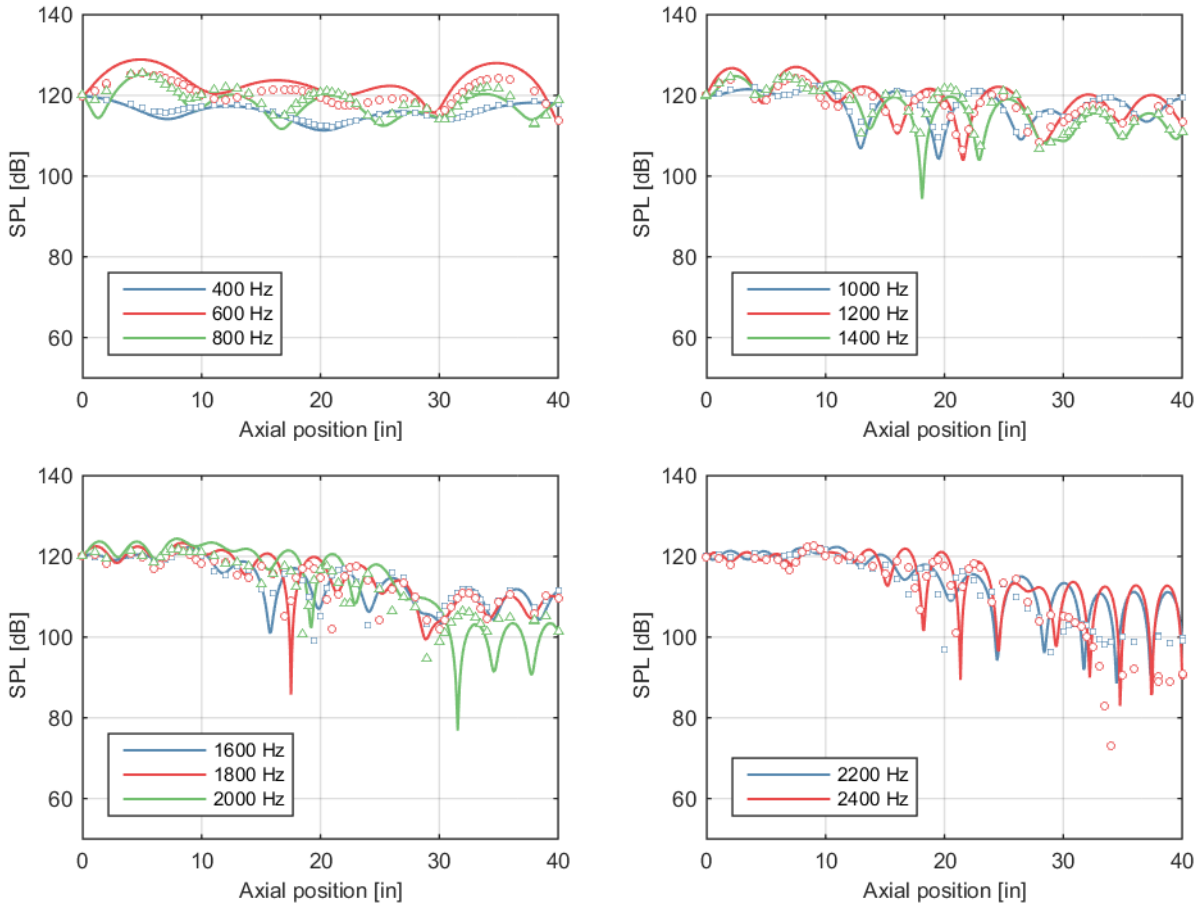 140
120
100
80
60
SPL [dB]
400 Hz
600 Hz
800 Hz
0 10 20 30 40
Axial position [in]
140
120
100
80
60
SPL [dB]
1000 Hz
1200 Hz
1400 Hz
0 10 20 30 40
Axial position [in]
140
120
100
80
60
SPL [dB]
1600 Hz
1800 Hz
2000 Hz
0 10 20 30 40
Axial position [in]
140
120
100
80
60
SPL [dB]
2200 Hz
2400 Hz
0 10 20 30 40
Axial position [in]